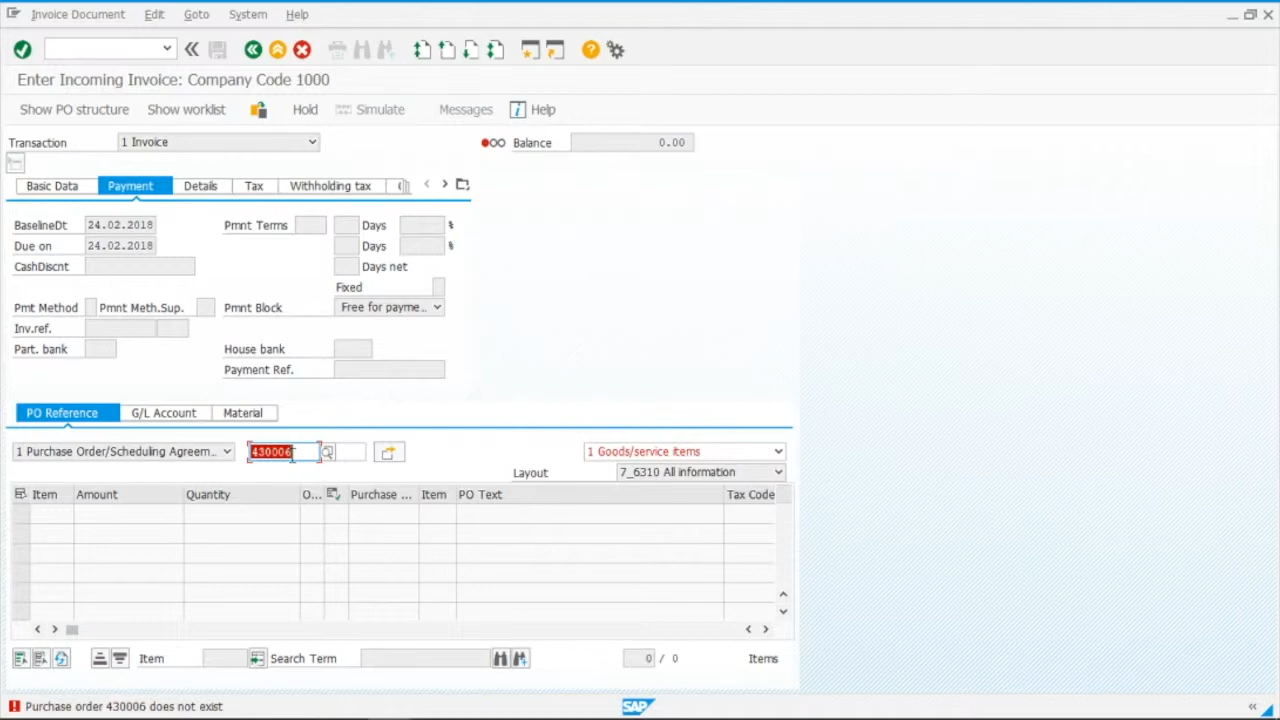 Invoice Document Edit Goto System Help
Enter Incoming Invoice: Company Code 1000
Show PO structure Show worklist Hold Simulate Messages Help
Transaction 1 Invoice Balance 0.00
Basic Data Payment Details Tax Withholding tax
BaselineDt 24.02.2018 Pmnt Terms Days %
Due on 24.02.2018 Days %
CashDiscnt Days net
Fixed
Pmt Method Pmnt Meth.Sup. Pmnt Block Free for payme...
Inv.ref.
Part. bank House bank
Payment Ref.
PO Reference G/L Account Material
1 Purchase Order/Scheduling Agreem... 430006 1 Goods/service items
Layout 7_6310 All information
Item Amount Quantity O... Purchase ... Item PO Text Tax Code
Item Search Term 0 / 0 Items
Purchase order 430006 does not exist SAP